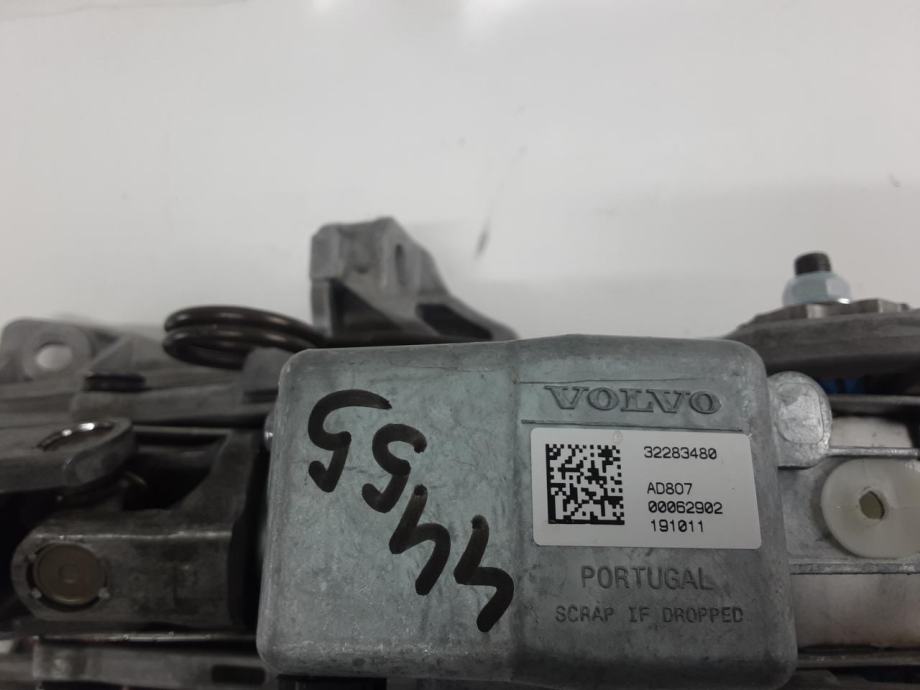 VOLVO
32283480
AD807
00062902
191011
PORTUGAL
SCRAP IF DROPPED